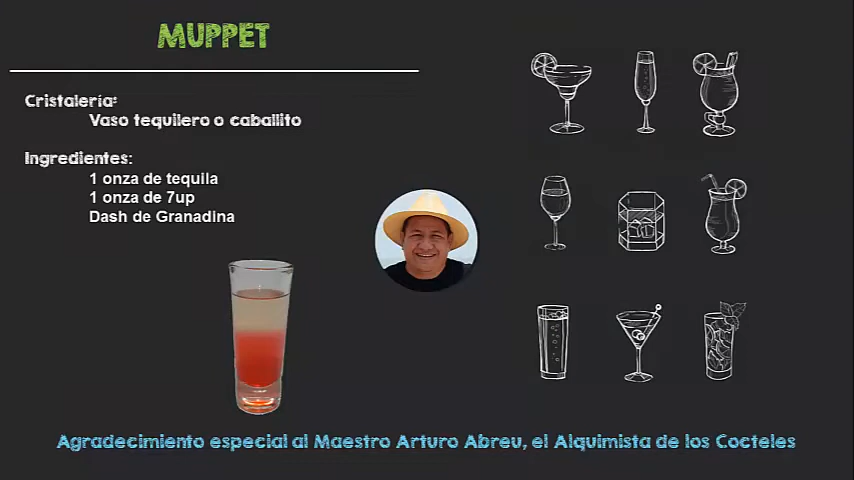 MUPPET
Cristalería:
Vaso tequilero o caballito
Ingredientes:
1 onza de tequila
1 onza de 7up
Dash de Granadina
Agradecimiento especial al Maestro Arturo Abreu, el Alquimista de los Cocteles